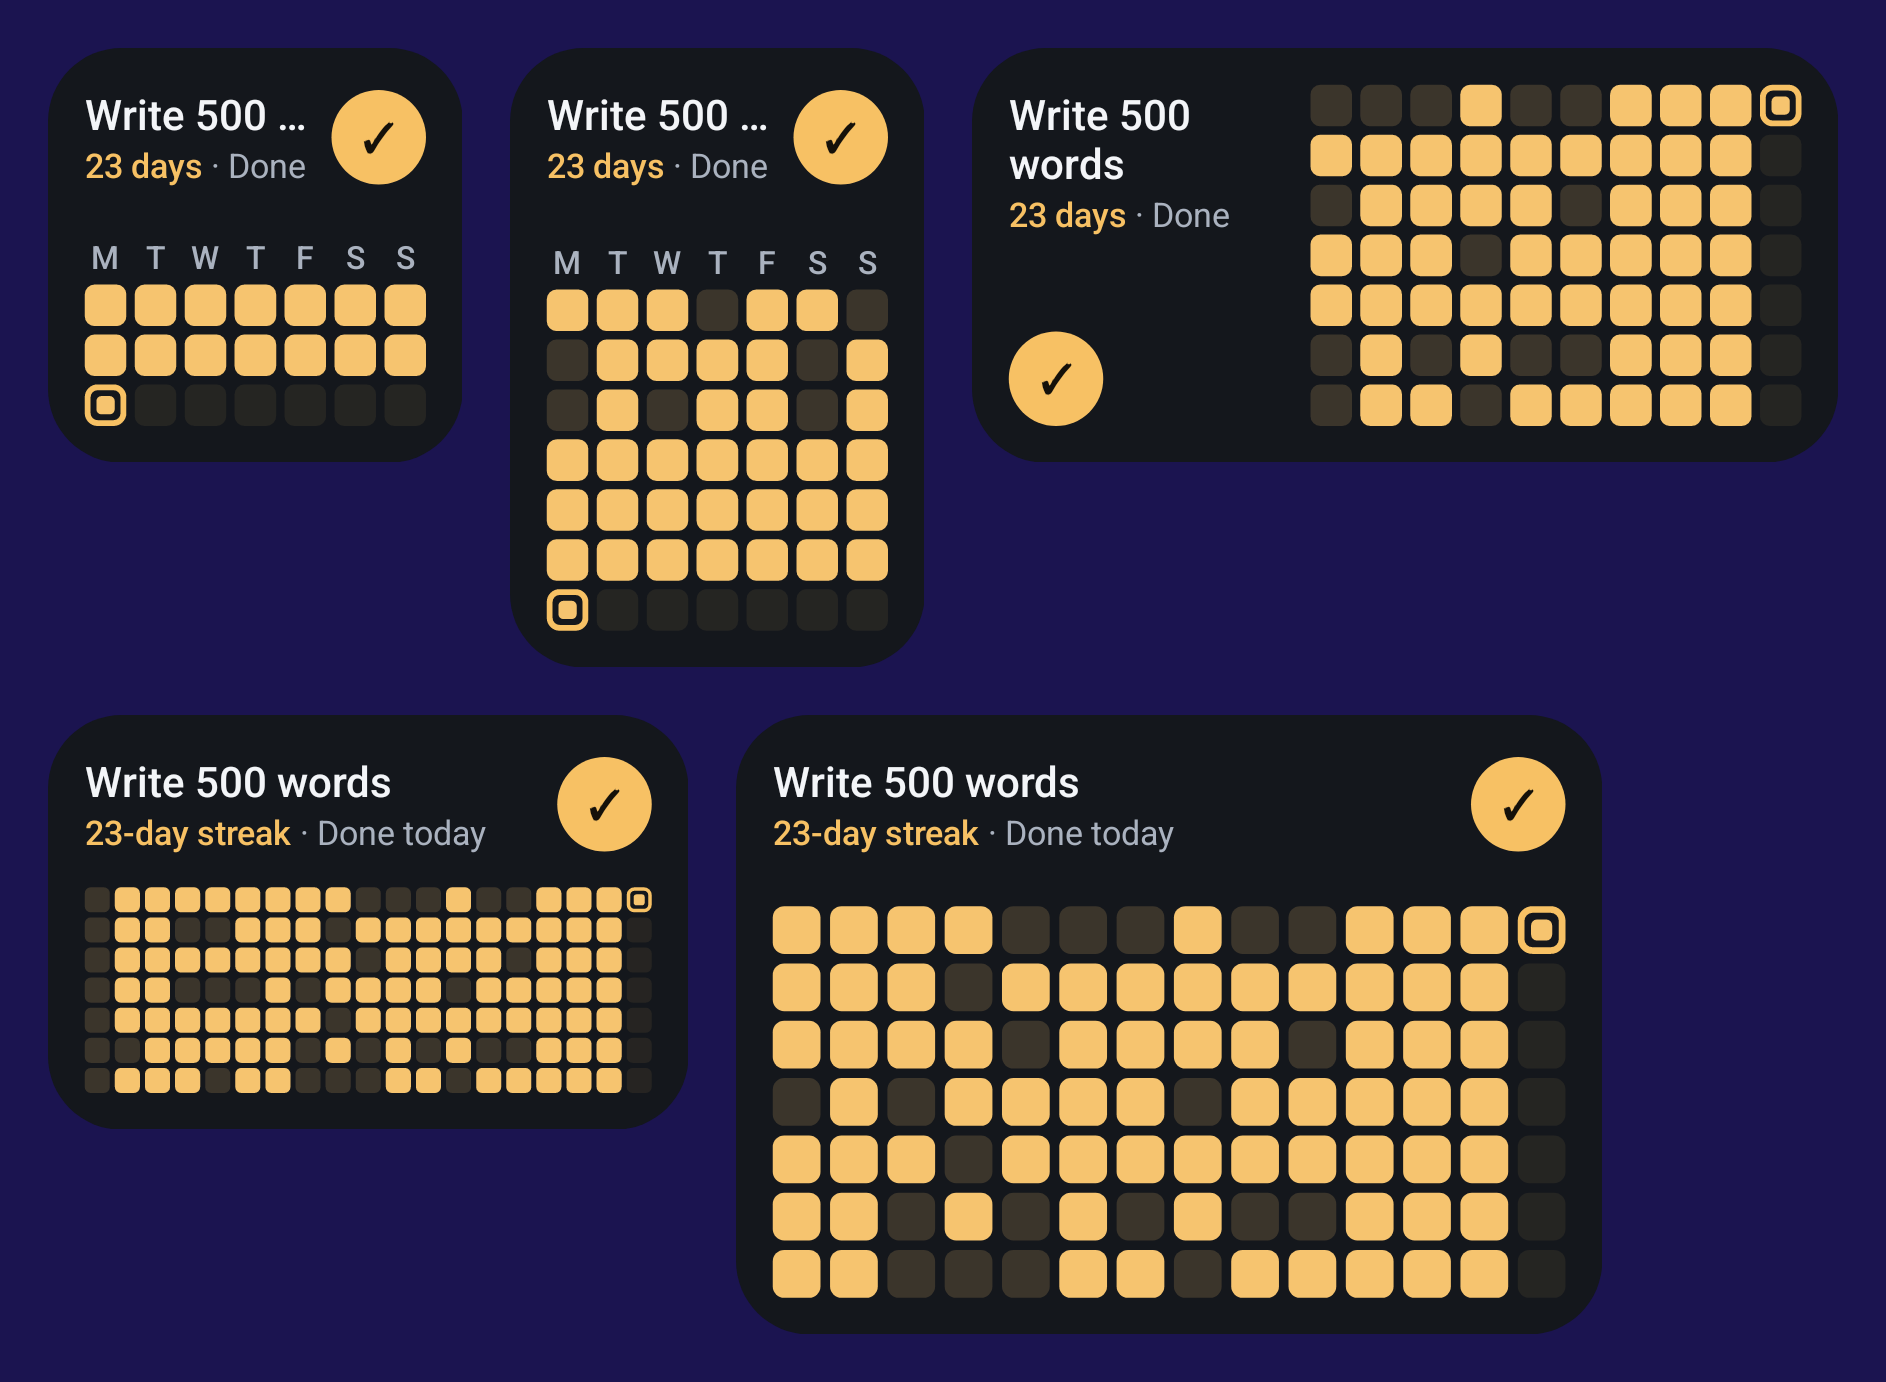 Write 500 ...
23 days · Done
✓
M T W T F S S
Write 500 ...
23 days · Done
✓
M T W T F S S
Write 500
words
23 days · Done
✓
Write 500 words
23-day streak · Done today
✓
Write 500 words
23-day streak · Done today
✓